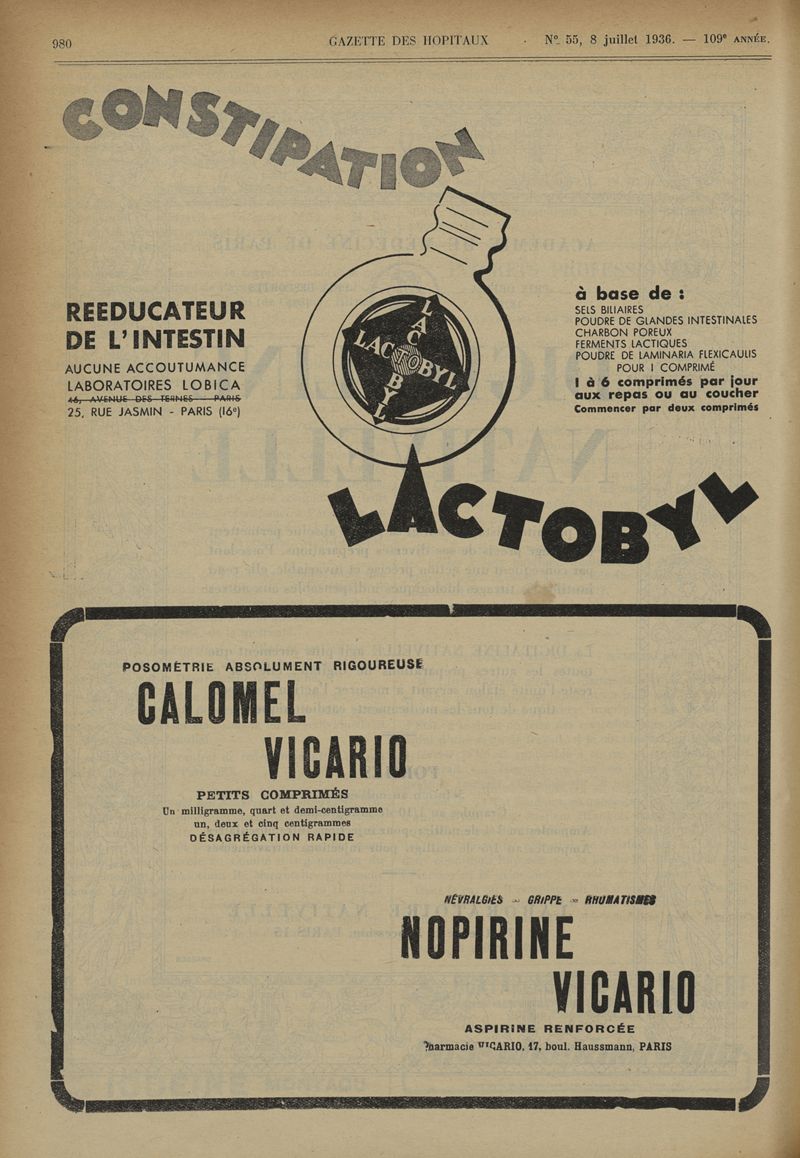 980
GAZETTE DES HOPITAUX
N° 55, 8 juillet 1936. — 109e ANNÉE.
CONSTIPATION
LACTOBYL
LACTOBYL
REEDUCATEUR
DE L'INTESTIN
AUCUNE ACCOUTUMANCE
LABORATOIRES LOBICA
46, AVENUE DES TERNES - PARIS
25, RUE JASMIN - PARIS (16e)
à base de :
SELS BILIAIRES
POUDRE DE GLANDES INTESTINALES
CHARBON POREUX
FERMENTS LACTIQUES
POUDRE DE LAMINARIA FLEXICAULIS
POUR 1 COMPRIMÉ
1 à 6 comprimés par jour
aux repas ou au coucher
Commencer par deux comprimés
LACTOBYL
POSOMÉTRIE ABSOLUMENT RIGOUREUSE
CALOMEL
VICARIO
PETITS COMPRIMÉS
Un milligramme, quart et demi-centigramme
un, deux et cinq centigrammes
DÉSAGRÉGATION RAPIDE
NÉVRALGIES - GRIPPE - RHUMATISMES
NOPIRINE
VICARIO
ASPIRINE RENFORCÉE
Pharmacie VICARIO, 17, boul. Haussmann, PARIS